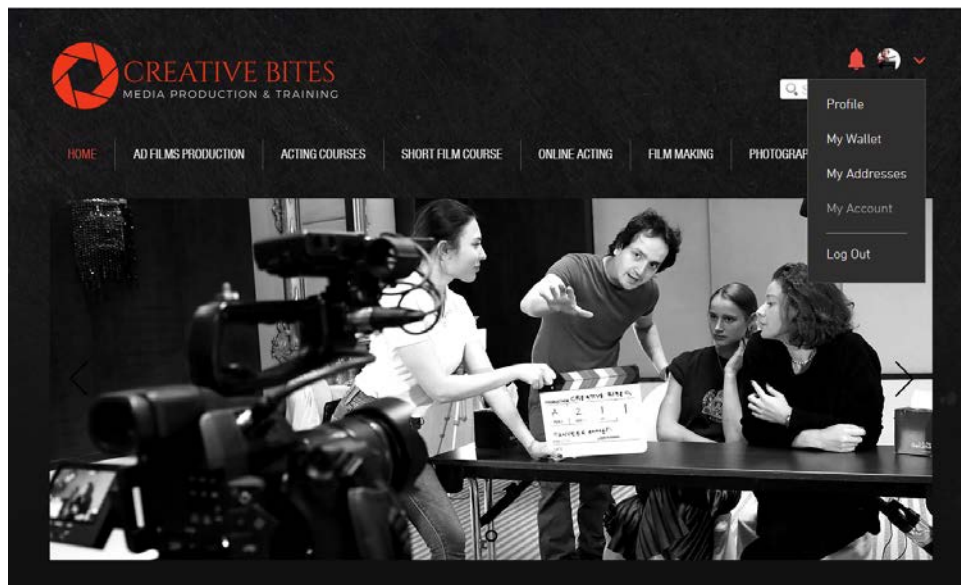 CREATIVE BITES
MEDIA PRODUCTION & TRAINING
Profile
My Wallet
My Addresses
My Account
Log Out
HOME
AD FILMS PRODUCTION
ACTING COURSES
SHORT FILM COURSE
ONLINE ACTING
FILM MAKING
PHOTOGRAP
CREATIVE BITES
A 2 1 1